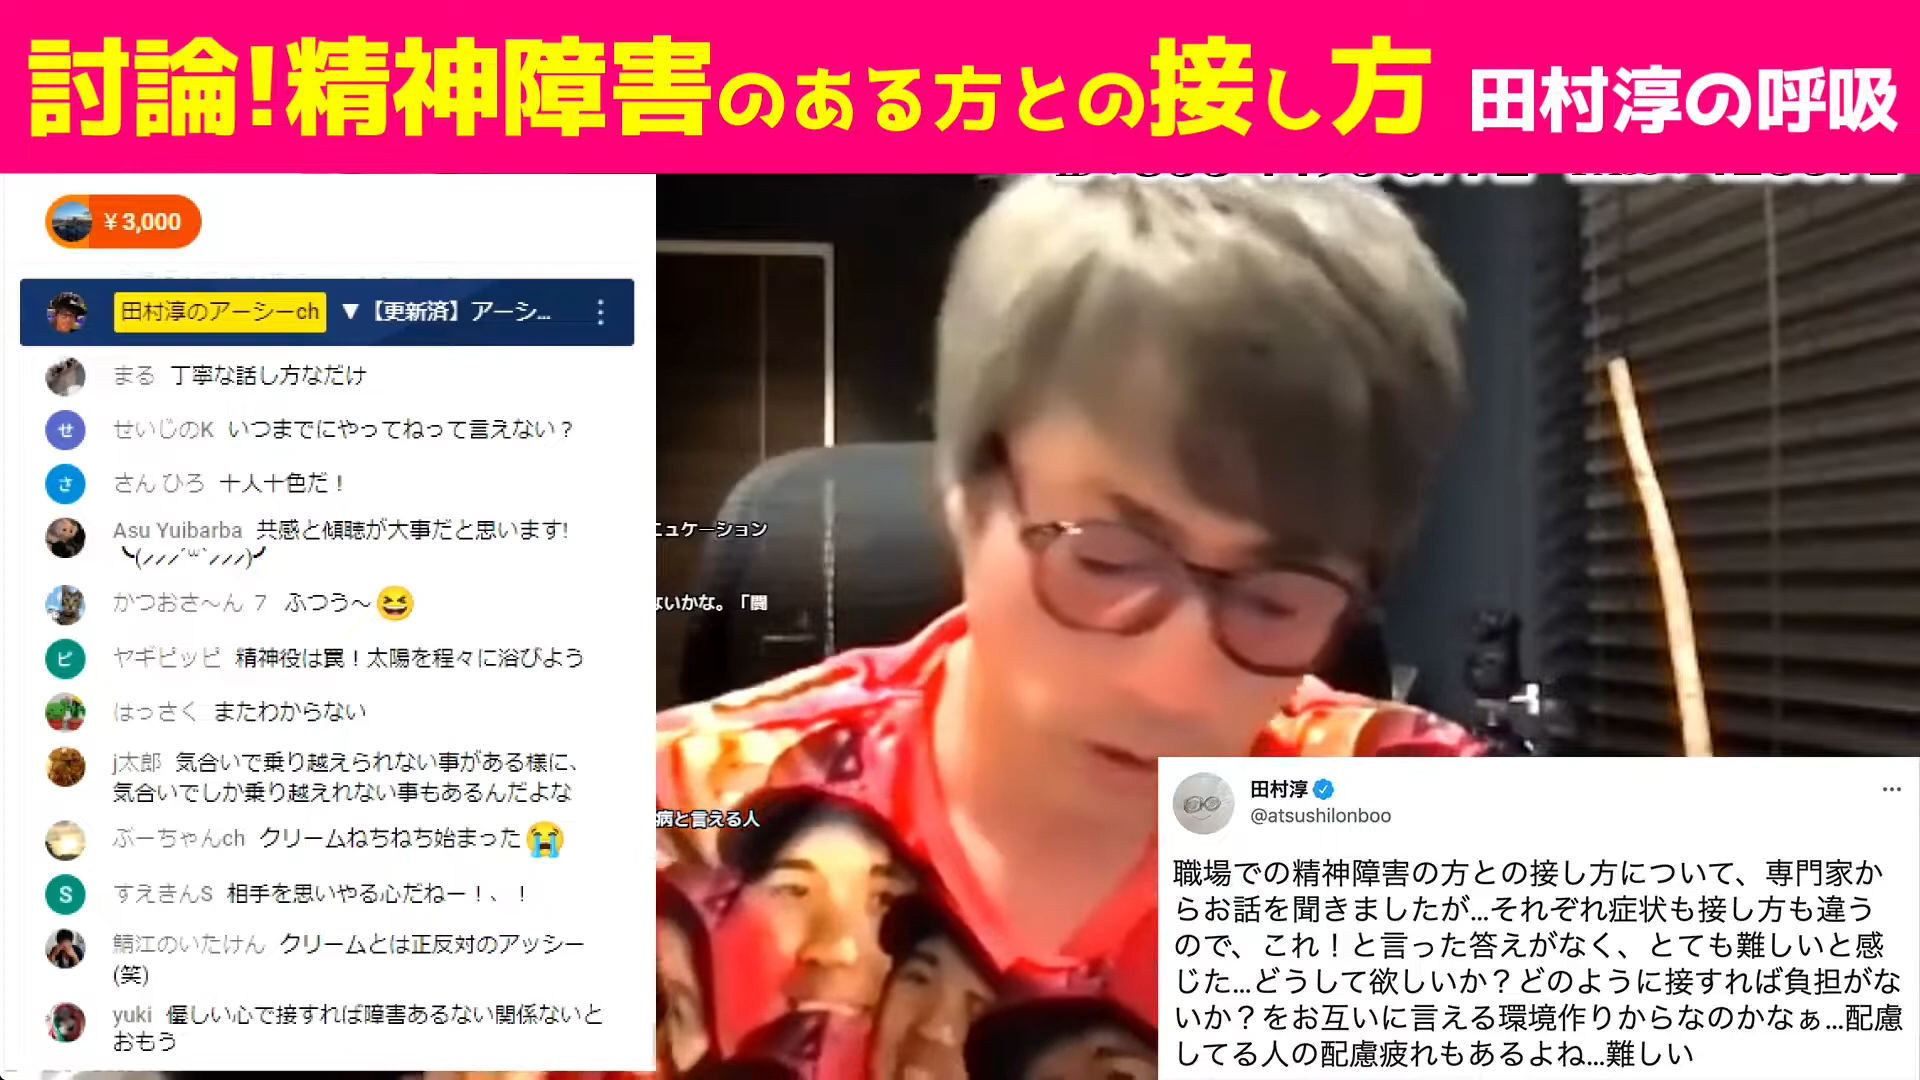 討論!精神障害のある方との接し方 田村淳の呼吸
¥3,000
田村淳のアーシーch ▼【更新済】アーシ...
まる 丁寧な話し方なだけ
せ せいじのK いつまでにやってねって言えない？
さ さんひろ 十人十色だ！
Asu Yuibarba 共感と傾聴が大事だと思います!
かつおさ〜ん 7 ふつう〜😆
ピ ヤギピッピ 精神役は罠！太陽を程々に浴びよう
はっさく またわからない
j太郎 気合いで乗り越えられない事がある様に、
気合いでしか乗り越えれない事もあるんだよな
ぶーちゃんch クリームねちねち始まった😭
S すえきんS 相手を思いやる心だねー！、！
鯖江のいたけん クリームとは正反対のアッシー
(笑)
yuki 優しい心で接すれば障害あるない関係ないと
おもう
ニュケーション
ないかな。「闘
病と言える人
田村淳
@atsushilonboo
職場での精神障害の方との接し方について、専門家か
らお話を聞きましたが...それぞれ症状も接し方も違う
ので、これ！と言った答えがなく、とても難しいと感
じた...どうして欲しいか？どのように接すれば負担がな
いか？をお互いに言える環境作りからなのかなぁ...配慮
してる人の配慮疲れもあるよね...難しい